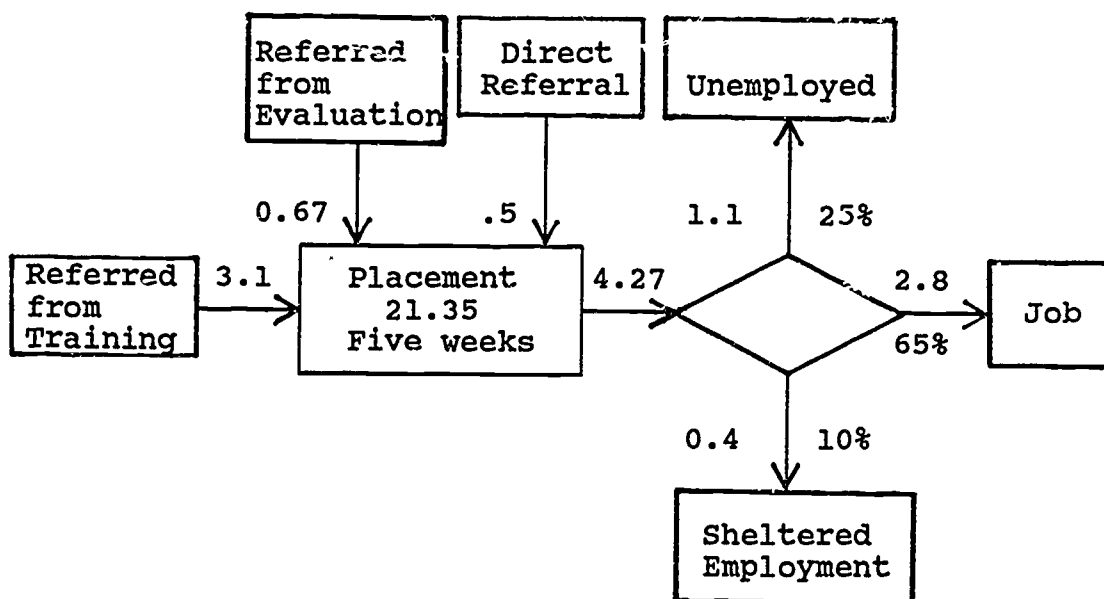 Referred
from
Evaluation
Direct
Referral
Unemployed
0.67
.5
1.1
25%
Referred
from
Training
3.1
Placement
21.35
Five weeks
4.27
2.8
65%
Job
0.4
10%
Sheltered
Employment